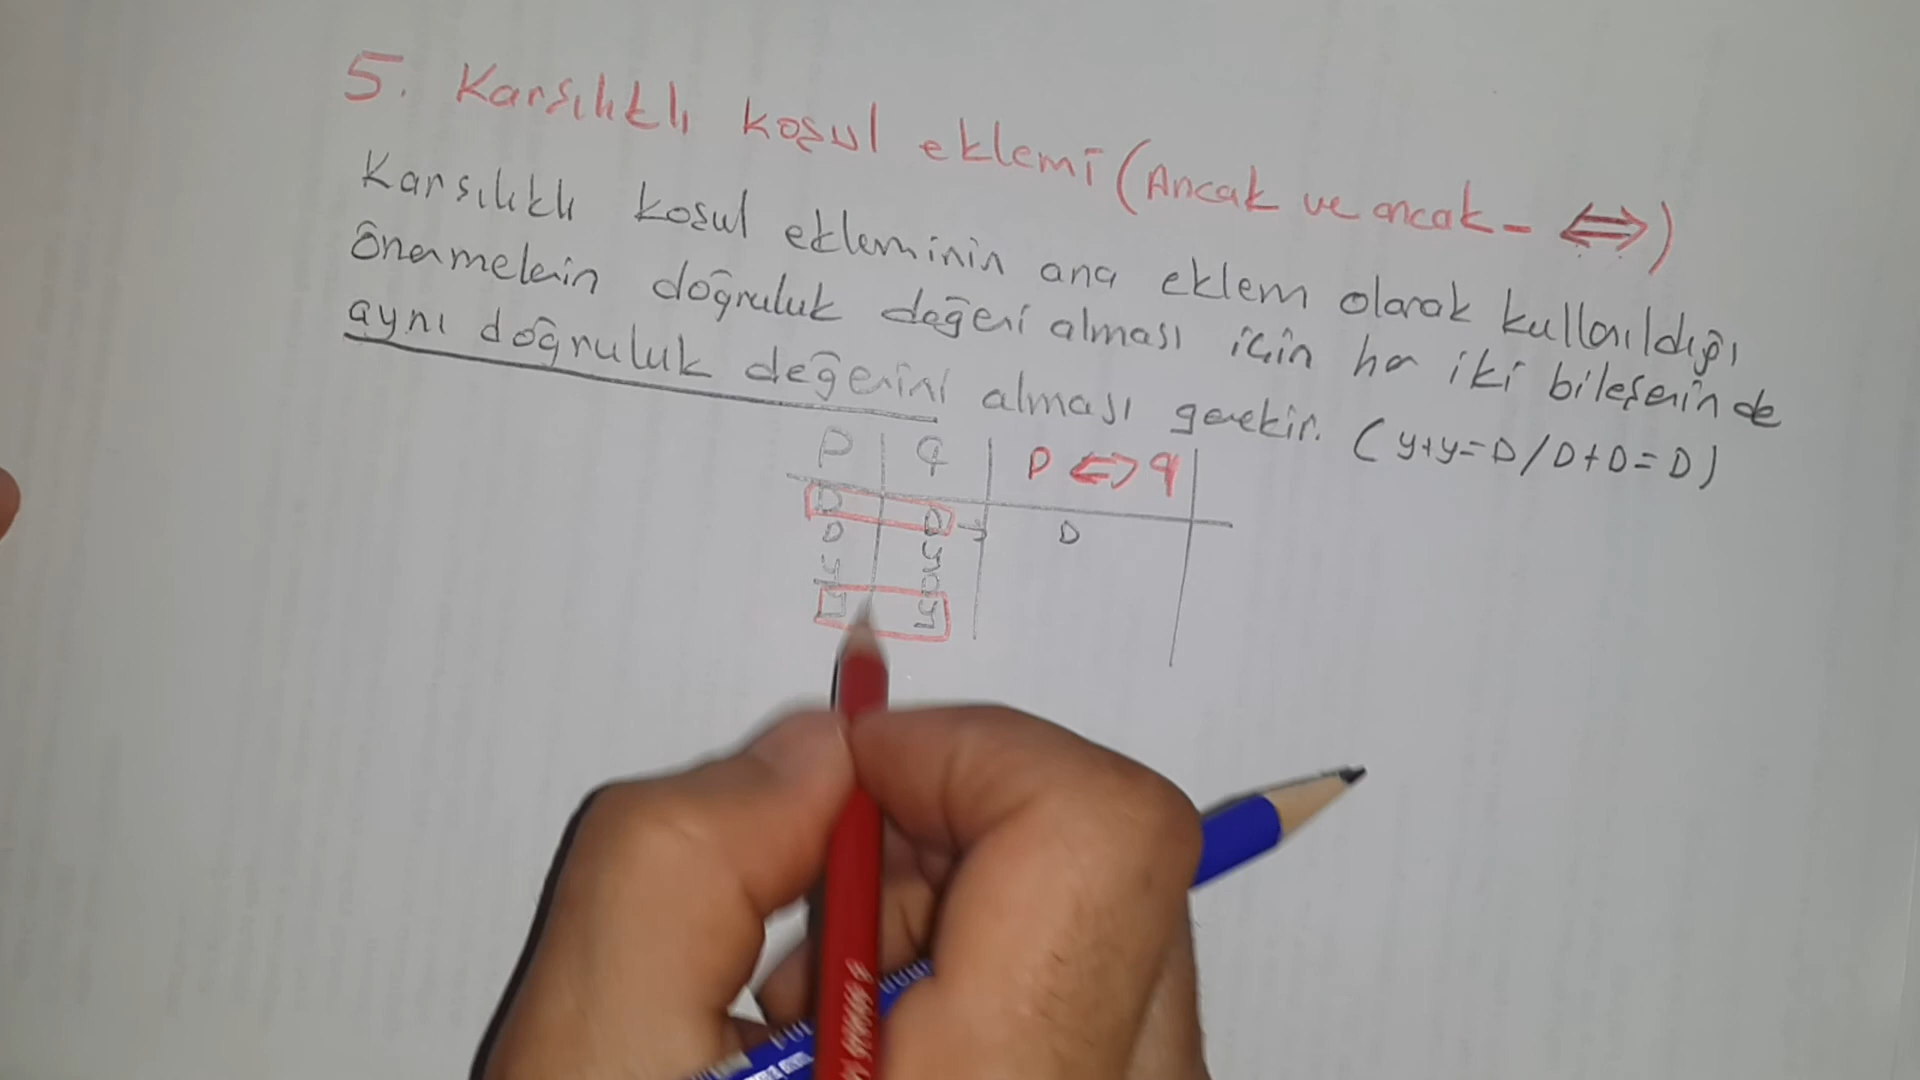 5. Karşılıklı koşul eklemi (Ancak ve ancak - ⇔)
Karşılıklı koşul ekleminin ana eklem olarak kullanıldığı
önermelerin doğruluk değeri alması için her iki bileşenin de
aynı doğruluk değerini alması gerekir. (y+y=D/D+D=D)
P q P ⇔ q
D D → D
D y
y D
y y